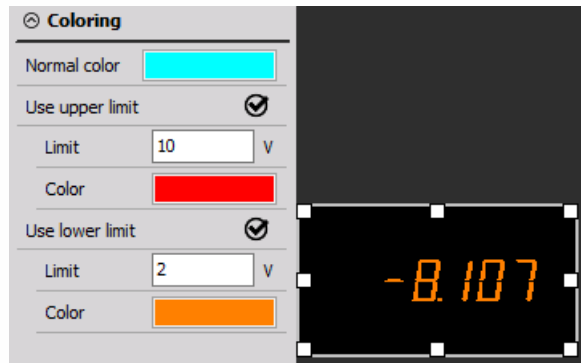 Coloring
Normal color
Use upper limit
Limit 10 V
Color
Use lower limit
Limit 2 V
Color
-8.107